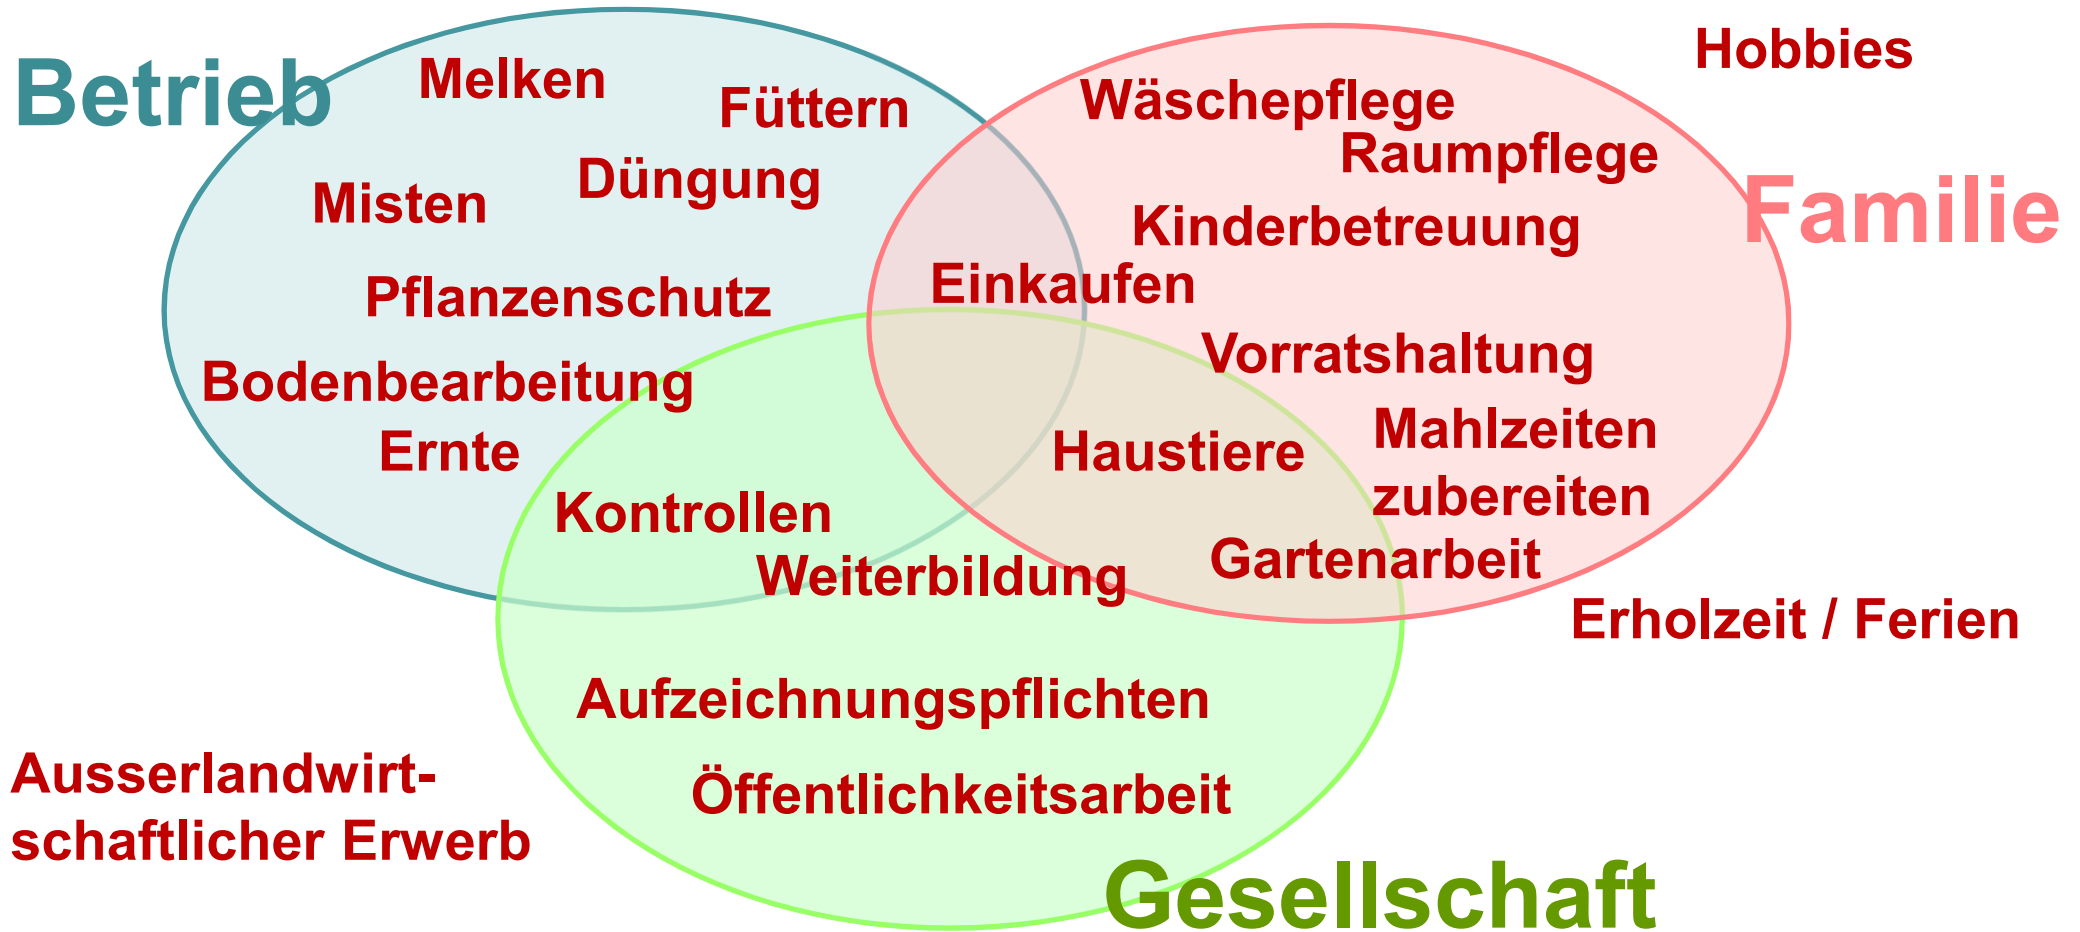 Betrieb
Melken
Füttern
Misten
Düngung
Pflanzenschutz
Bodenbearbeitung
Ernte
Hobbies
Wäschepflege
Raumpflege
Familie
Kinderbetreuung
Einkaufen
Vorratshaltung
Haustiere
Mahlzeiten
zubereiten
Gartenarbeit
Kontrollen
Weiterbildung
Erholzeit / Ferien
Aufzeichnungspflichten
Öffentlichkeitsarbeit
Ausserlandwirt-
schaftlicher Erwerb
Gesellschaft